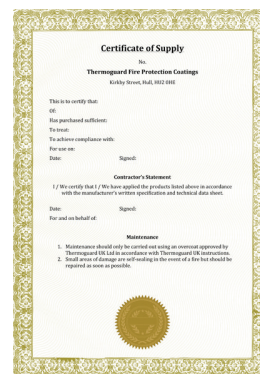 Certificate of Supply
No.
Thermoguard Fire Protection Coatings
Kirkby Street, Hull, HU2 0HE
This is to certify that:
Of:
Has purchased sufficient:
To treat:
To achieve compliance with:
For use on:
Date: Signed:
Contractor's Statement
I / We certify that I / We have applied the products listed above in accordance
with the manufacturer's written specification and technical data sheet.
Date: Signed:
For and on behalf of:
Maintenance
1. Maintenance should only be carried out using an overcoat approved by
Thermoguard UK Ltd in accordance with Thermoguard UK instructions.
2. Small areas of damage are self-sealing in the event of a fire but should be
repaired as soon as possible.